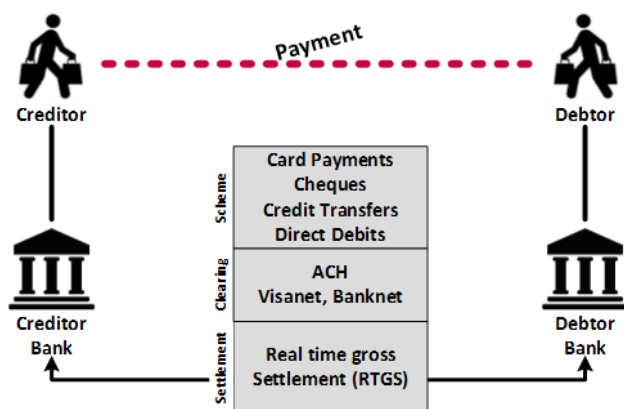 Payment
Creditor
Debtor
Scheme
Card Payments
Cheques
Credit Transfers
Direct Debits
Clearing
ACH
Visanet, Banknet
Creditor
Bank
Debtor
Bank
Settlement
Real time gross
Settlement (RTGS)